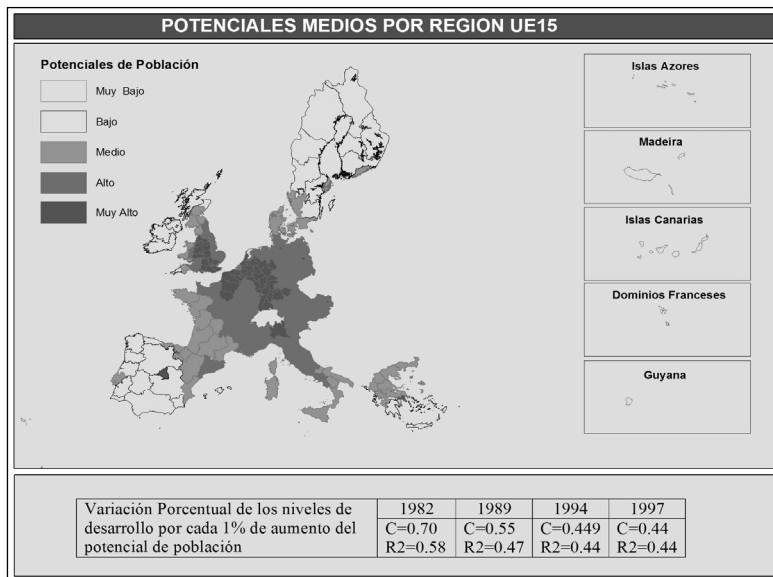 POTENCIALES MEDIOS POR REGION UE15
Potenciales de Población
Muy Bajo
Bajo
Medio
Alto
Muy Alto
Islas Azores
Madeira
Islas Canarias
Dominios Franceses
Guyana
Variación Porcentual de los niveles de desarrollo por cada 1% de aumento del potencial de población
1982 1989 1994 1997
C=0.70 C=0.55 C=0.449 C=0.44
R2=0.58 R2=0.47 R2=0.44 R2=0.44